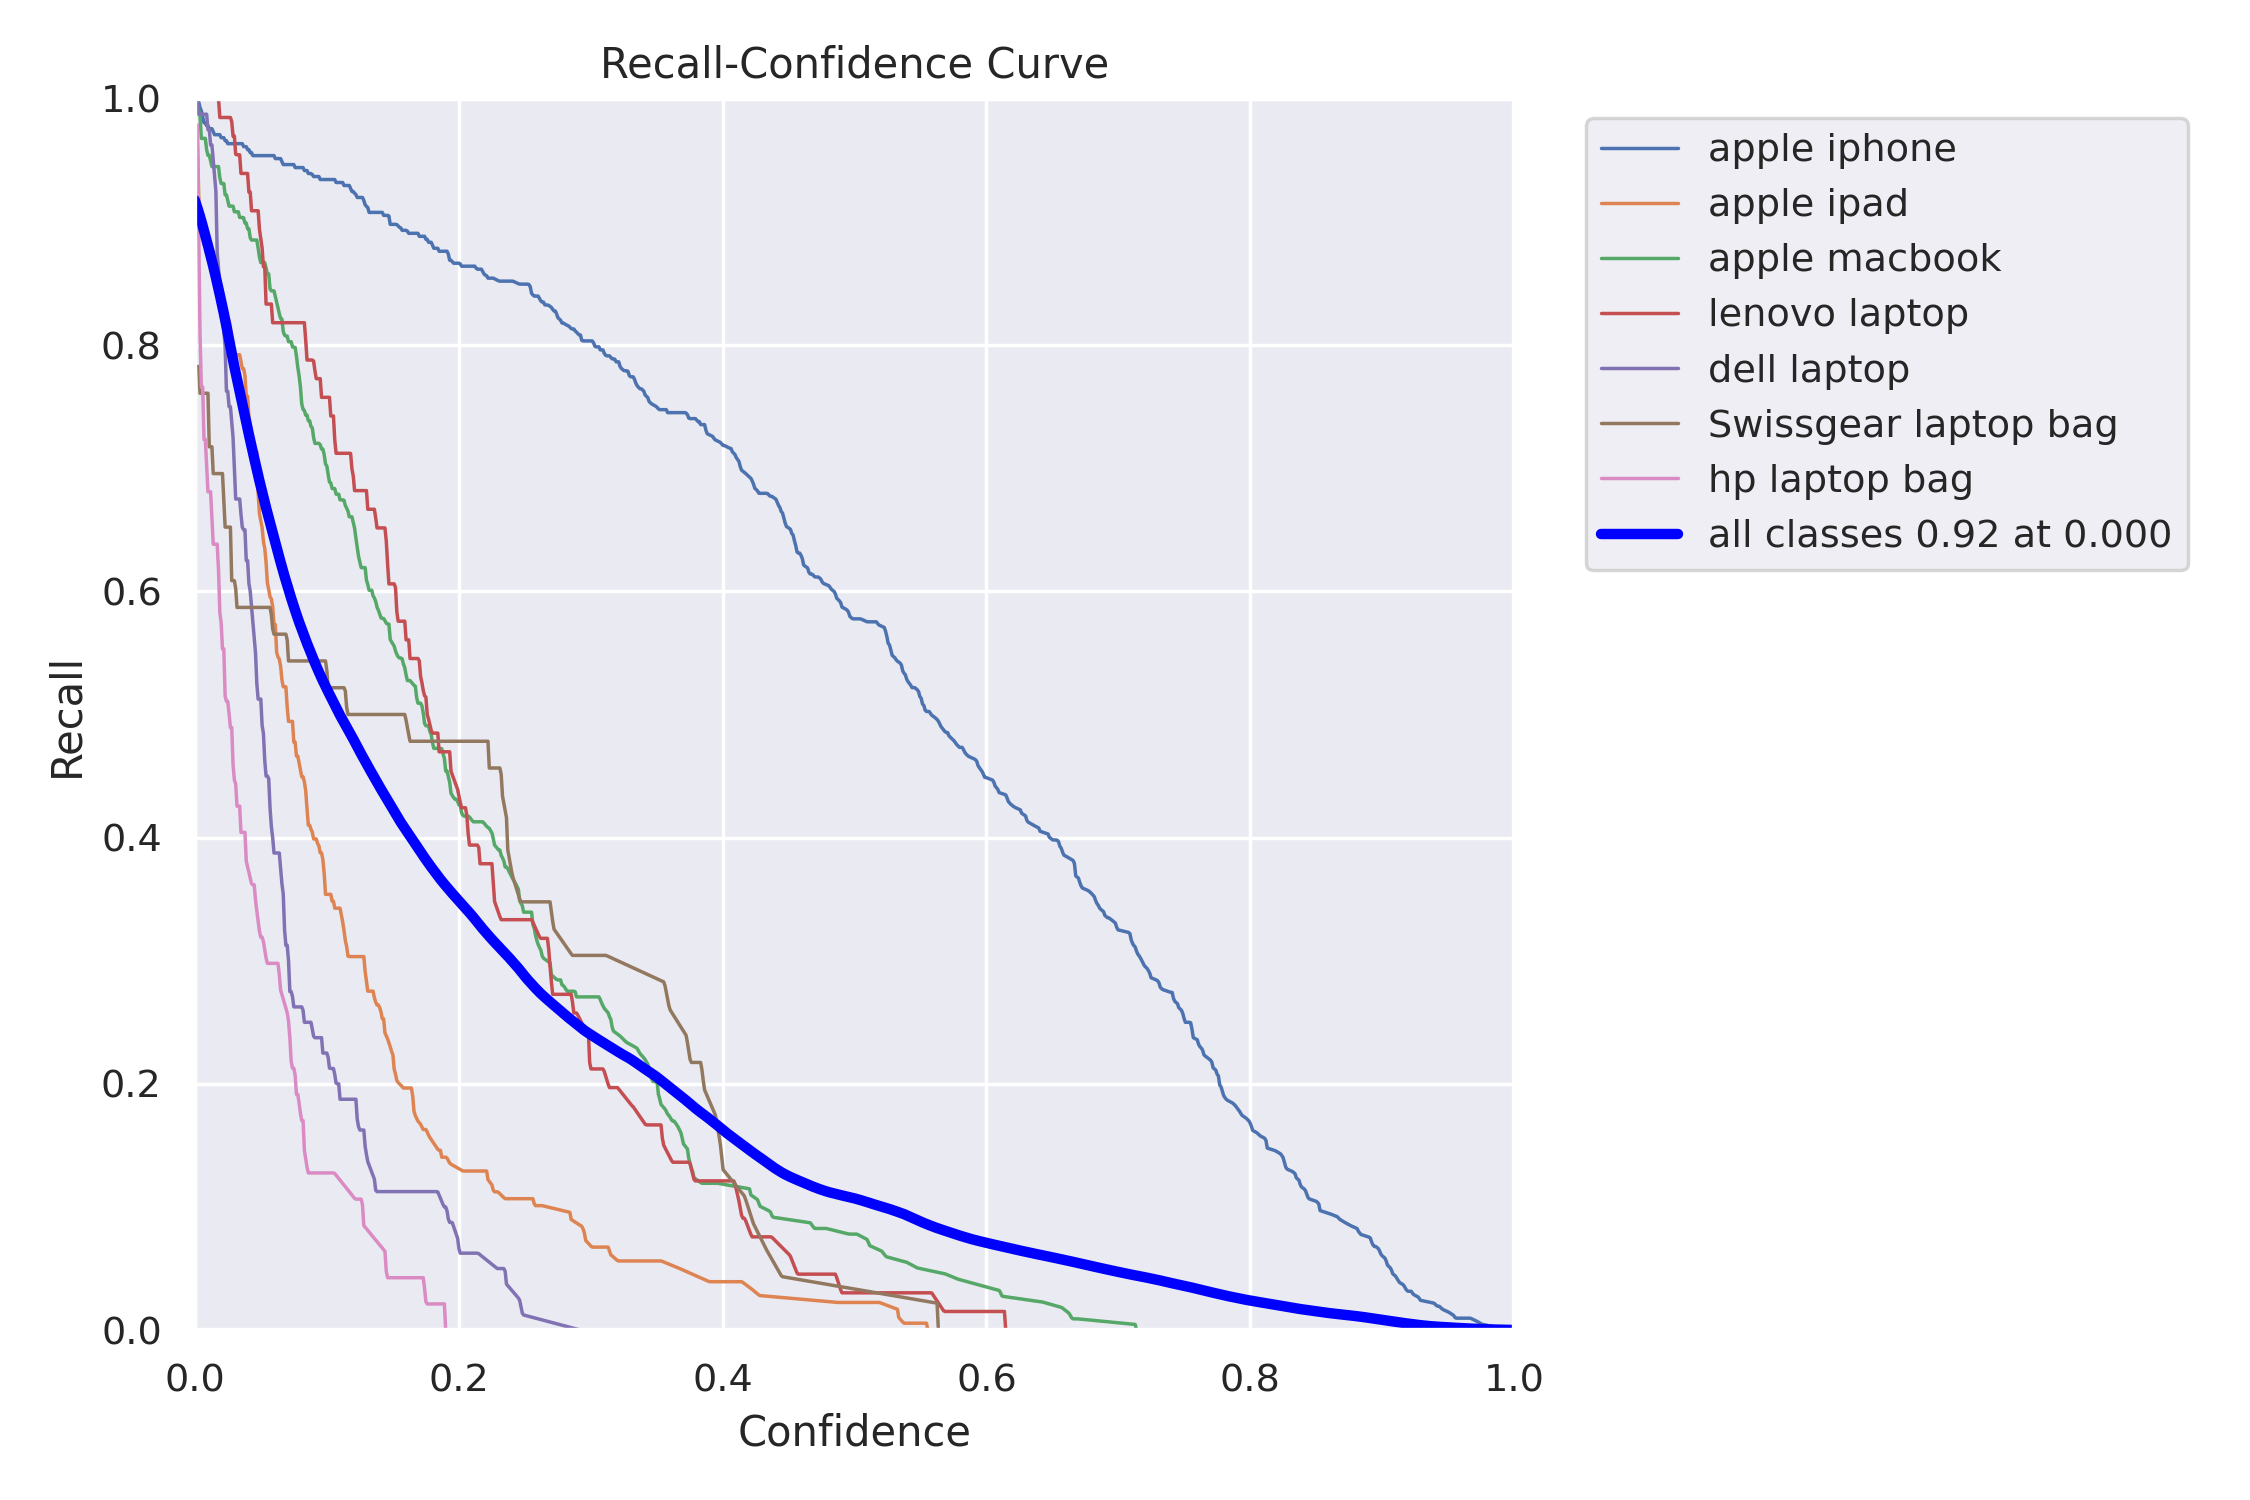 Recall-Confidence Curve
1.0
0.8
0.6
0.4
0.2
0.0
Recall
0.0 0.2 0.4 0.6 0.8 1.0
Confidence
apple iphone
apple ipad
apple macbook
lenovo laptop
dell laptop
Swissgear laptop bag
hp laptop bag
all classes 0.92 at 0.000